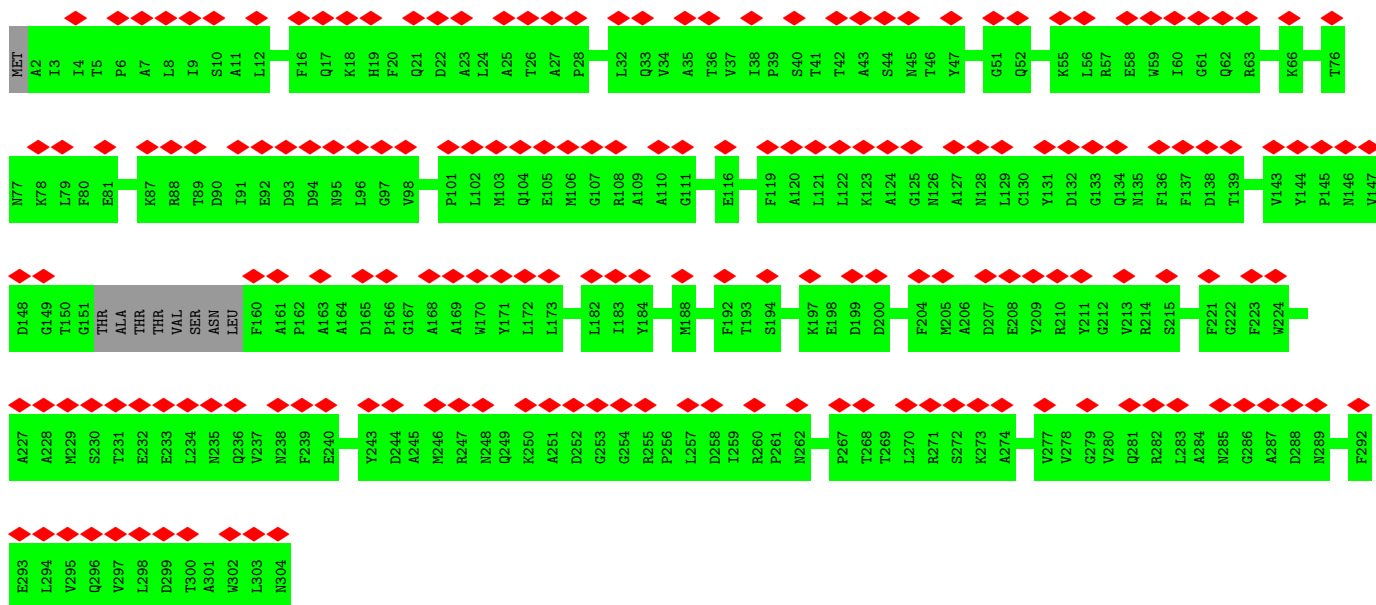 MET A2 I3 I4 T5 P6 A7 L8 I9 S10 A11 L12 F16 Q17 K18 H19 F20 Q21 D22 A23 L24 A25 T26 A27 P28 L32 Q33 V34 A35 T36 V37 I38 P39 S40 T41 T42 A43 S44 N45 T46 Y47 G51 Q52 K55 L56 R57 E58 W59 I60 G61 Q62 R63 K66 T76
N77 K78 L79 F80 E81 K87 R88 T89 D90 I91 E92 D93 D94 N95 L96 G97 V98 P101 L102 M103 Q104 E105 M106 G107 R108 A109 A110 G111 E116 F119 A120 L121 L122 K123 A124 G125 N126 A127 N128 L129 C130 Y131 D132 G133 Q134 N135 F136 F137 D138 T139 V143 Y144 P145 N146 V147
D148 G149 T150 G151 THR ALA THR THR VAL SER ASN LEU F160 A161 P162 A163 A164 D165 P166 G167 A168 A169 W170 Y171 L172 L173 L182 I183 Y184 M188 F192 T193 S194 K197 E198 D199 D200 F204 M205 A206 D207 E208 Y209 R210 Y211 G212 V213 R214 S215 F221 G222 F223 W224
A227 A228 M229 S230 T231 E232 E233 L234 N235 Q236 V237 N238 F239 E240 Y243 D244 A245 M246 R247 N248 Q249 K250 A251 D252 G253 G254 R255 P256 L257 D258 I259 R260 P261 N262 P267 T268 T269 L270 R271 S272 K273 A274 V277 V278 G279 V280 Q281 R282 L283 A284 N285 G286 A287 D288 N289 F292
E293 L294 V295 Q296 V297 L298 D299 T300 A301 W302 L303 N304